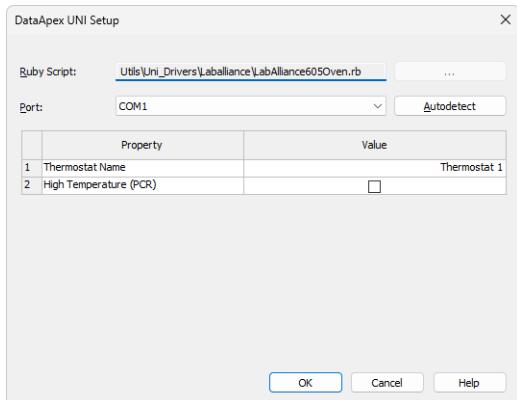 DataApex UNI Setup
Ruby Script: Utils\Uni_Drivers\Laballiance\LabAlliance605Oven.rb ...
Port: COM1 Autodetect
Property Value
1 Thermostat Name Thermostat 1
2 High Temperature (PCR)
OK Cancel Help